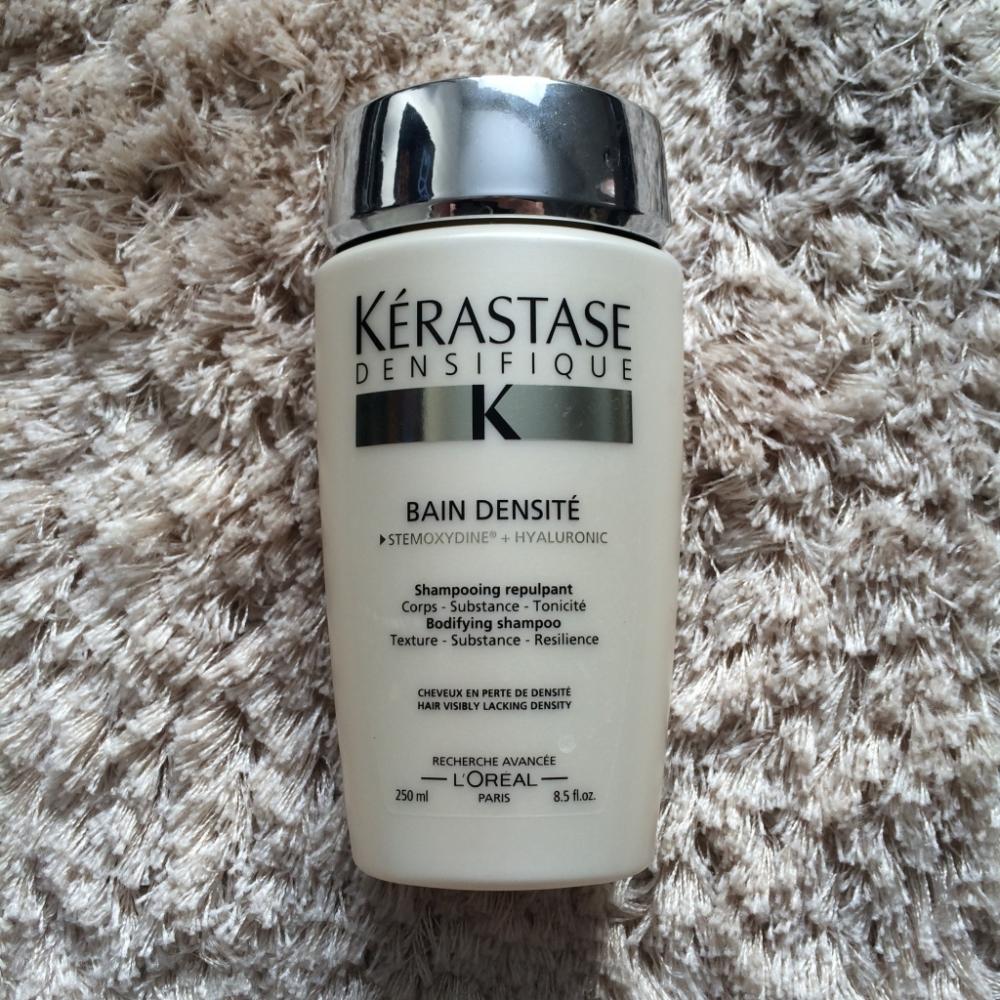 KÉRASTASE
DENSIFIQUE
K
BAIN DENSITÉ
STEMOXYDINE® + HYALURONIC
Shampooing repulpant
Corps - Substance - Tonicité
Bodifying shampoo
Texture - Substance - Resilience
CHEVEUX EN PERTE DE DENSITÉ
HAIR VISIBLY LACKING DENSITY
RECHERCHE AVANCÉE
L'ORÉAL
250 ml PARIS 8.5 fl.oz.